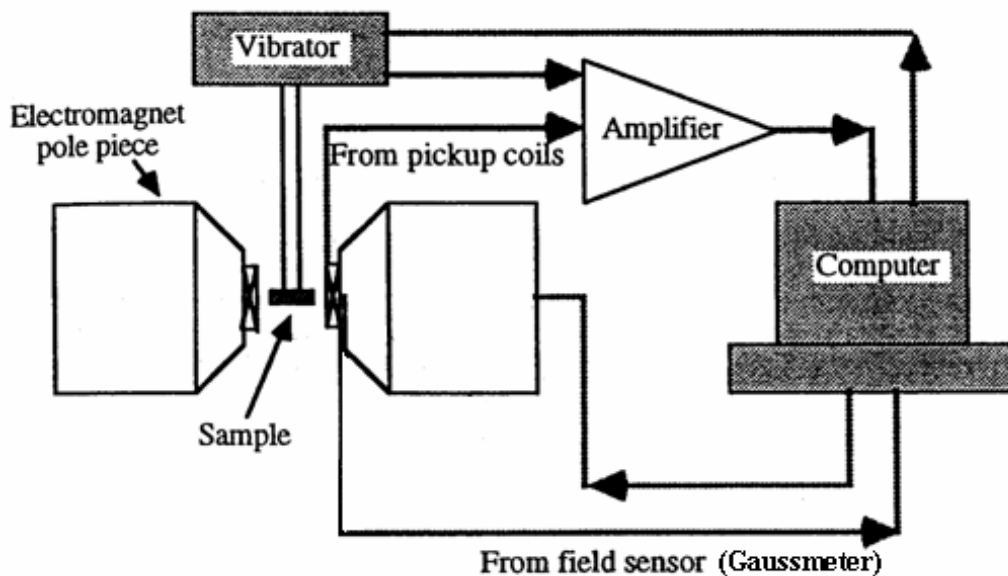 Vibrator
Electromagnet
pole piece
Amplifier
From pickup coils
Computer
Sample
From field sensor (Gaussmeter)